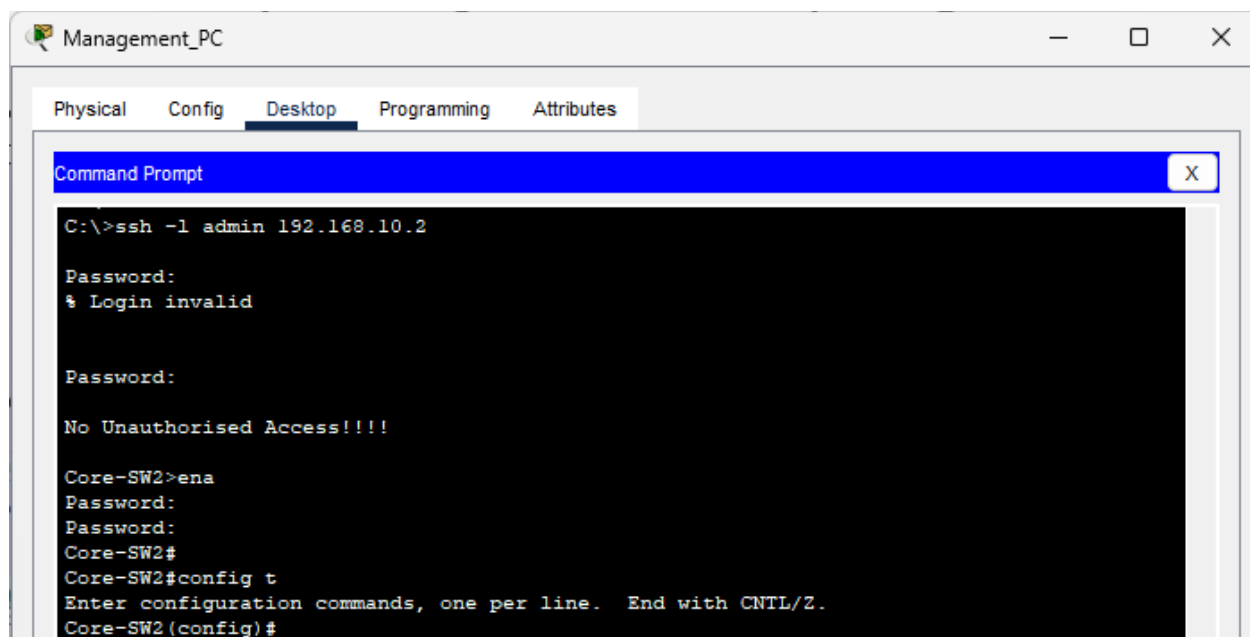 Management_PC
Physical Config Desktop Programming Attributes
Command Prompt
X
C:\>ssh -l admin 192.168.10.2
Password:
% Login invalid
Password:
No Unauthorised Access!!!!
Core-SW2>ena
Password:
Password:
Core-SW2#
Core-SW2#config t
Enter configuration commands, one per line.  End with CNTL/Z.
Core-SW2(config)#